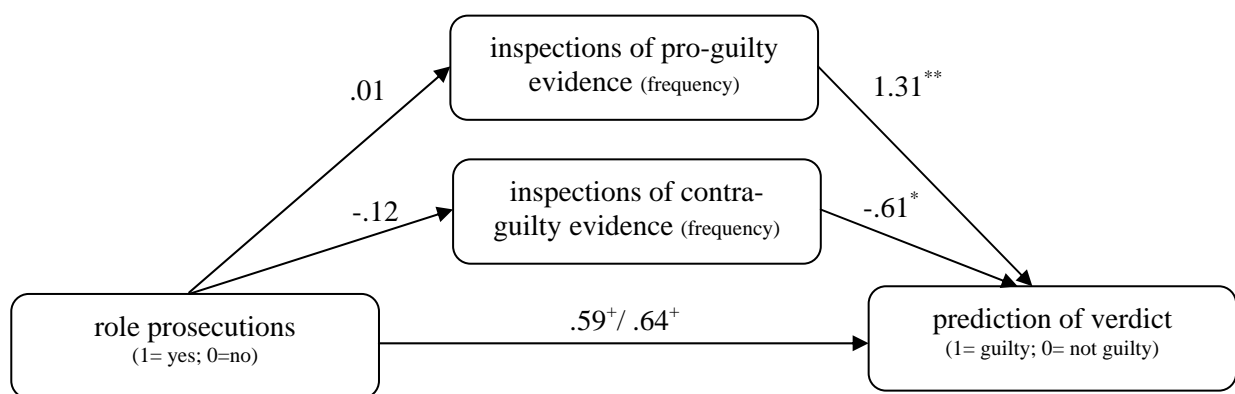 inspections of pro-guilty
evidence (frequency)
.01
1.31**
inspections of contra-
guilty evidence (frequency)
-.12
-.61*
role prosecutions
(1= yes; 0=no)
.59+/ .64+
prediction of verdict
(1= guilty; 0= not guilty)